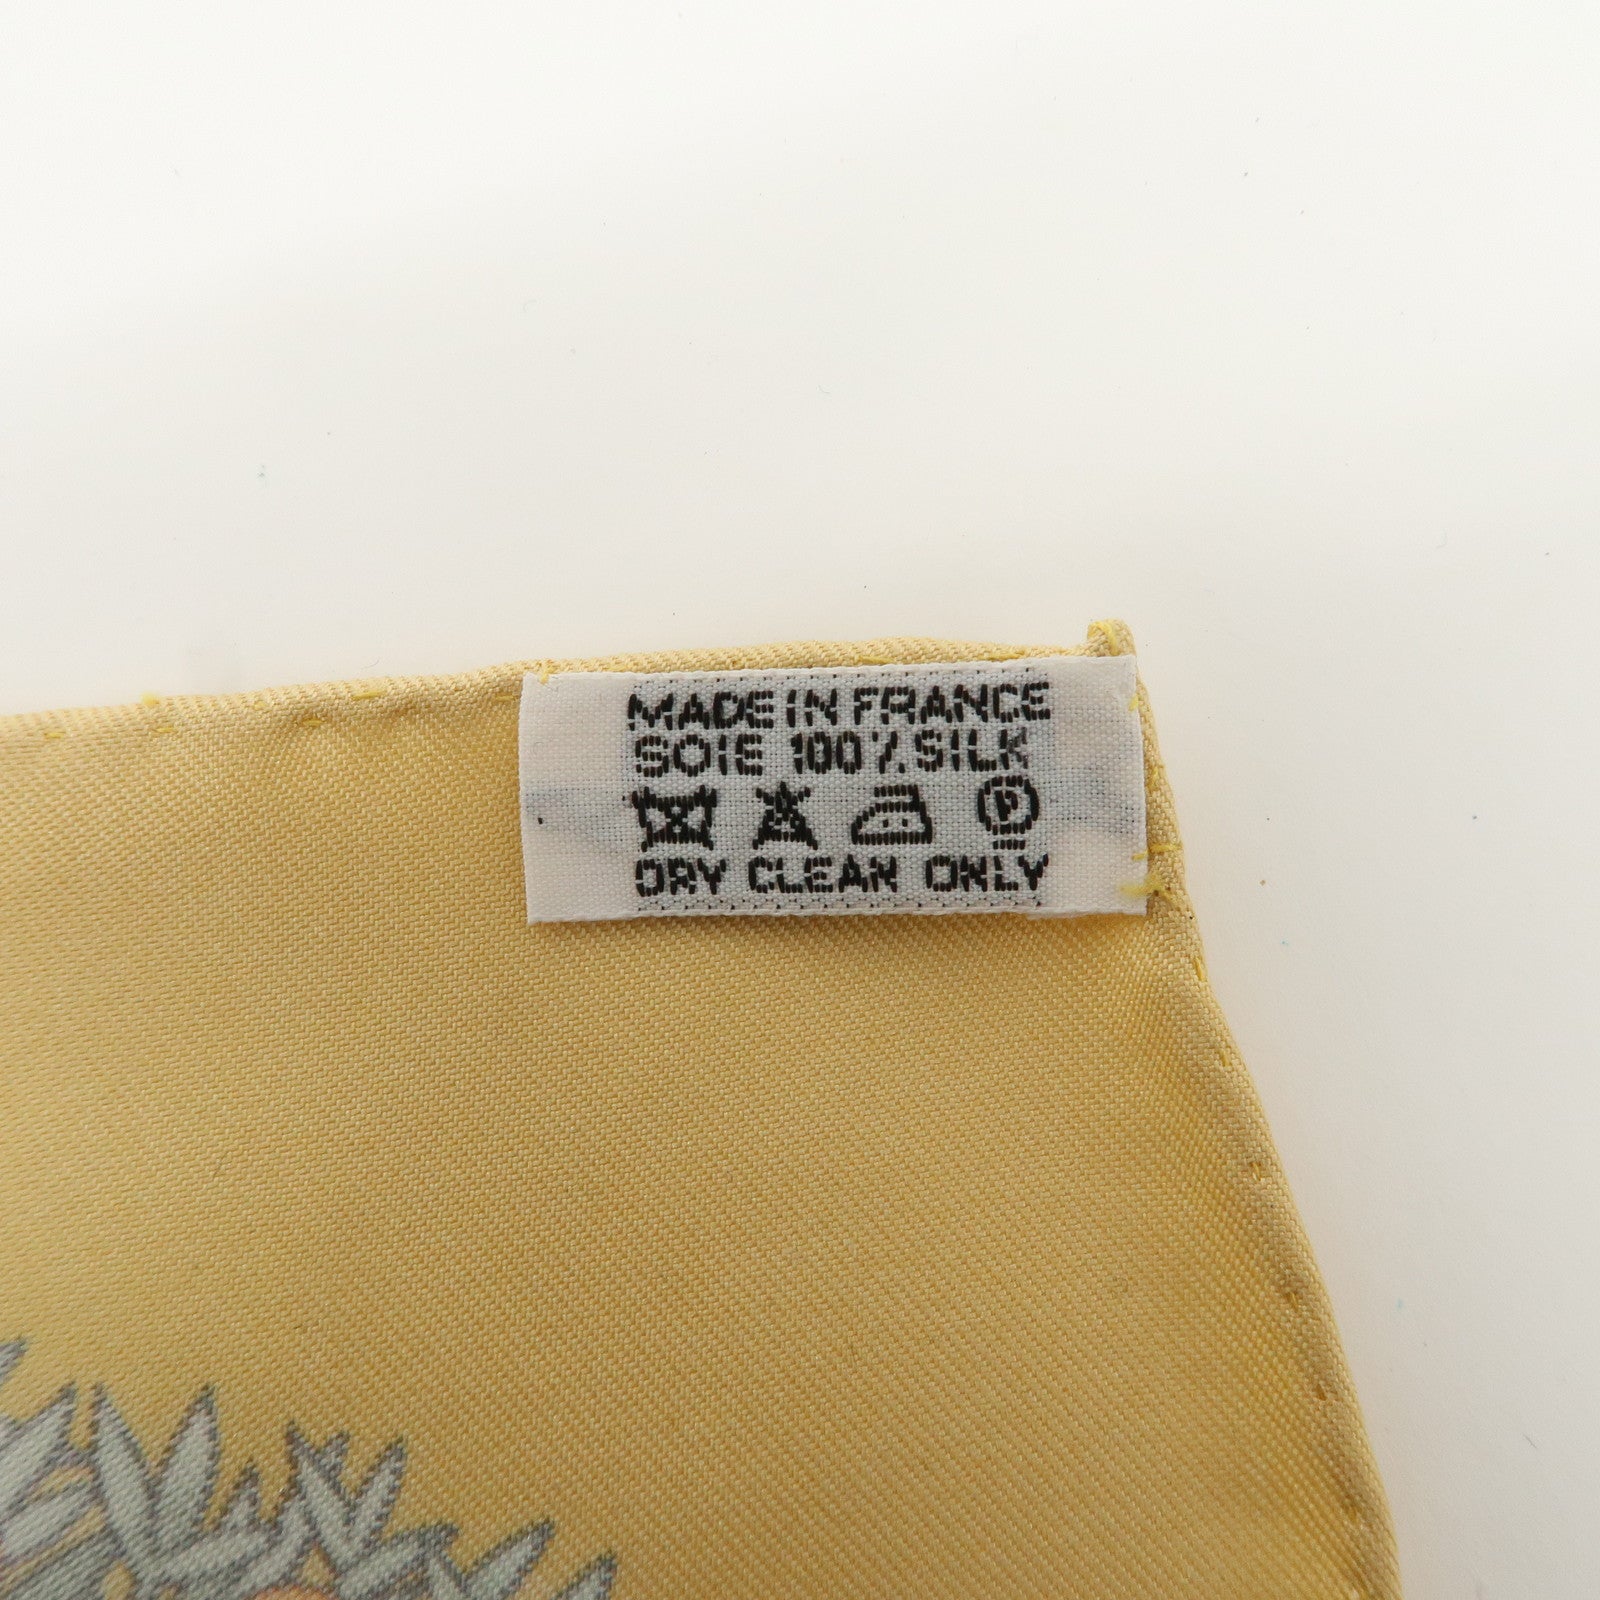 MADE IN FRANCE
SOIE 100% SILK
P
DRY CLEAN ONLY